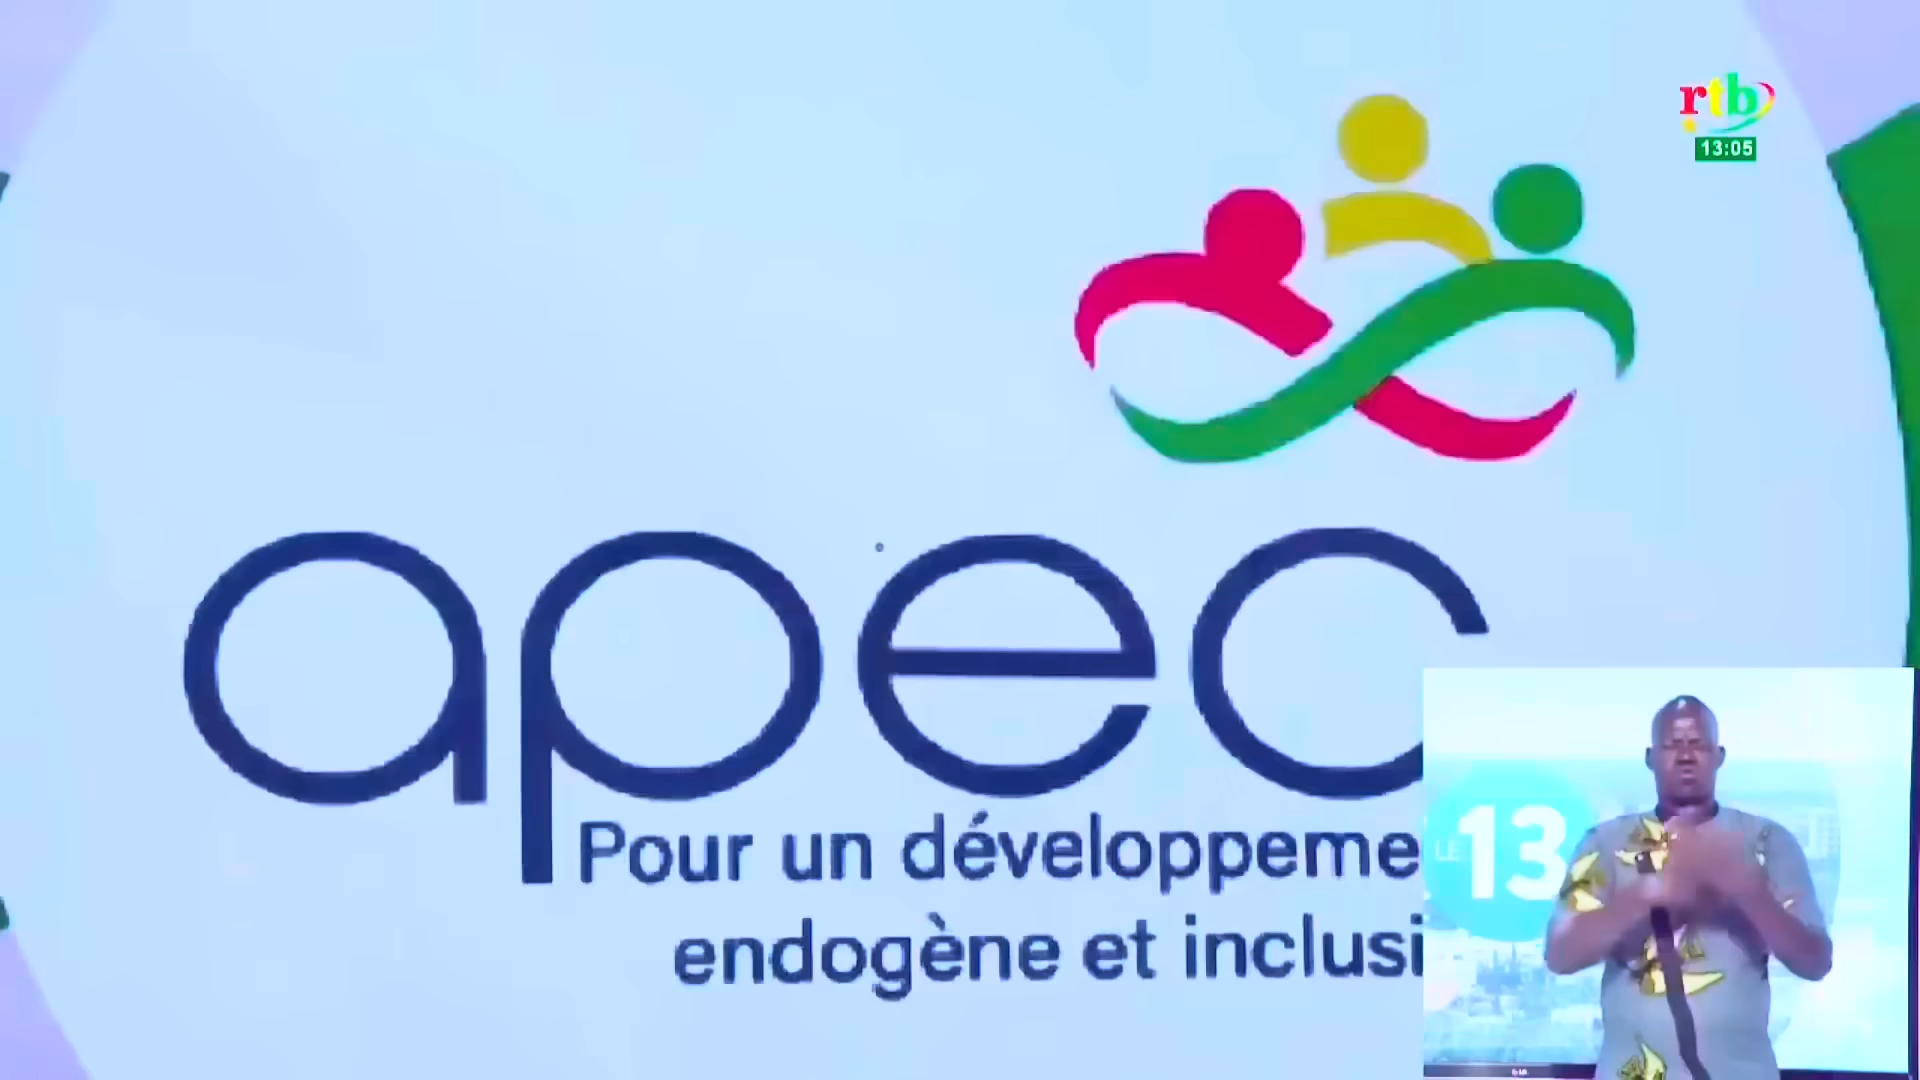 rtb
13:05
apec
Pour un développeme
endogène et inclusi
LE 13